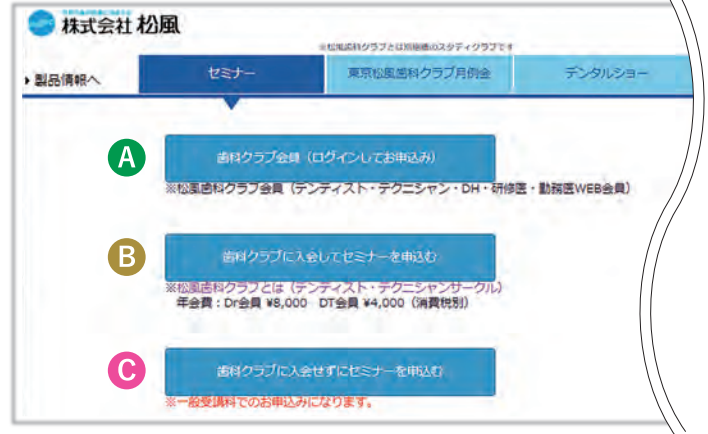 株式会社 松風
※松風歯科クラブとは別組織のスタディクラブです
▶製品情報へ
セミナー
東京松風歯科クラブ月例会
デンタルショー
A
歯科クラブ会員（ログインしてお申込み）
※松風歯科クラブ会員（デンティスト・テクニシャン・DH・研修医・勤務医WEB会員）
B
歯科クラブに入会してセミナーを申込む
※松風歯科クラブとは（デンティスト・テクニシャンサークル）
年会費：Dr会員 ¥8,000 DT会員 ¥4,000（消費税別）
C
歯科クラブに入会せずにセミナーを申込む
※一般受講料でのお申込みになります。